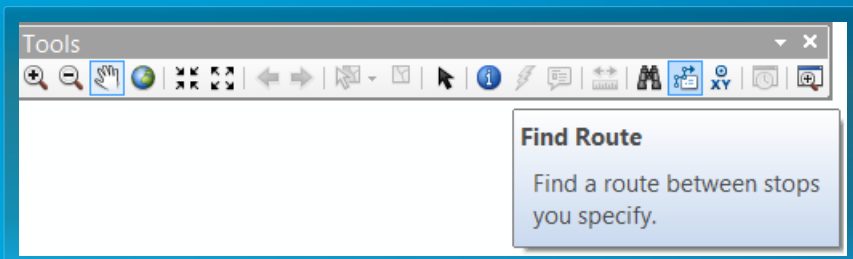 Tools
XY
Find Route
Find a route between stops
you specify.